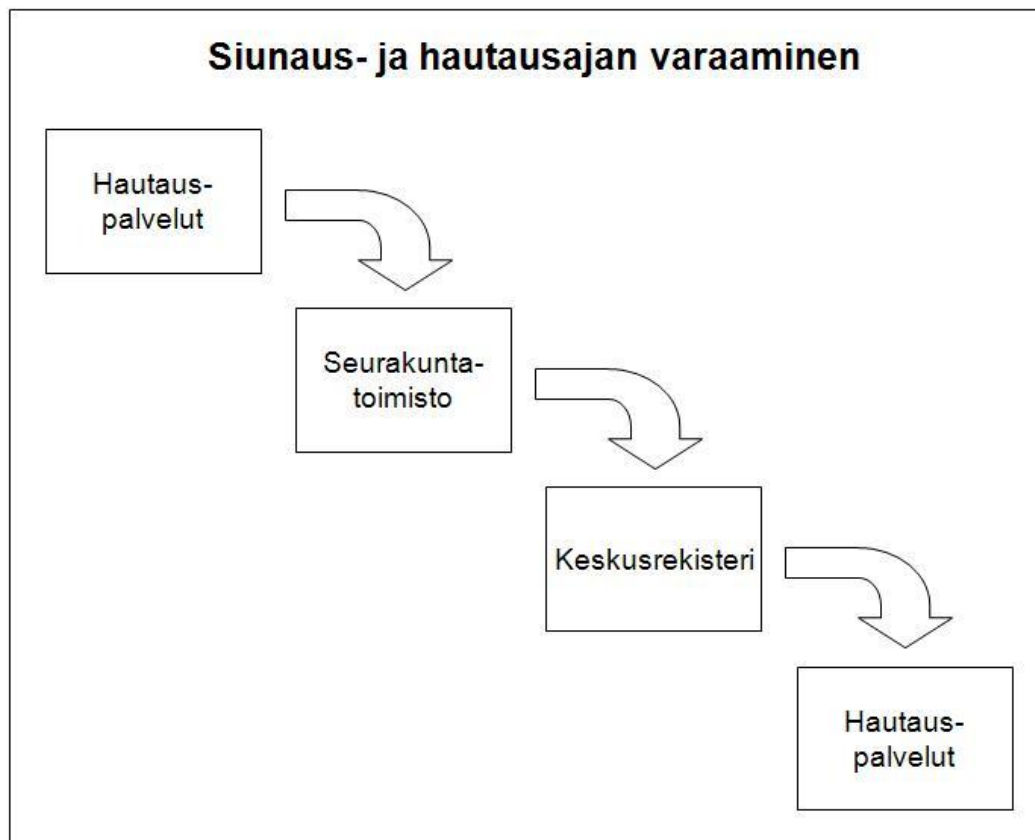 Siunaus- ja hautausajan varaaminen
Hautaus-
palvelut
Seurakunta-
toimisto
Keskusrekisteri
Hautaus-
palvelut